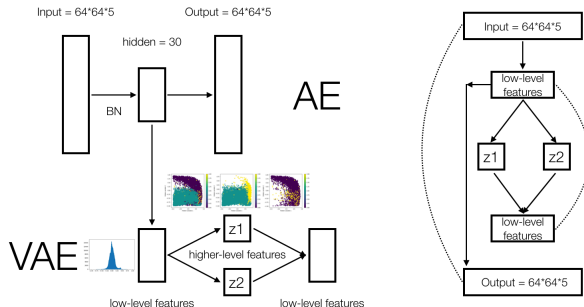 Input = 64*64*5
Output = 64*64*5
hidden = 30
BN
AE
VAE
z1
higher-level features
z2
low-level features
low-level features
Input = 64*64*5
low-level
features
z1
z2
low-level
features
Output = 64*64*5